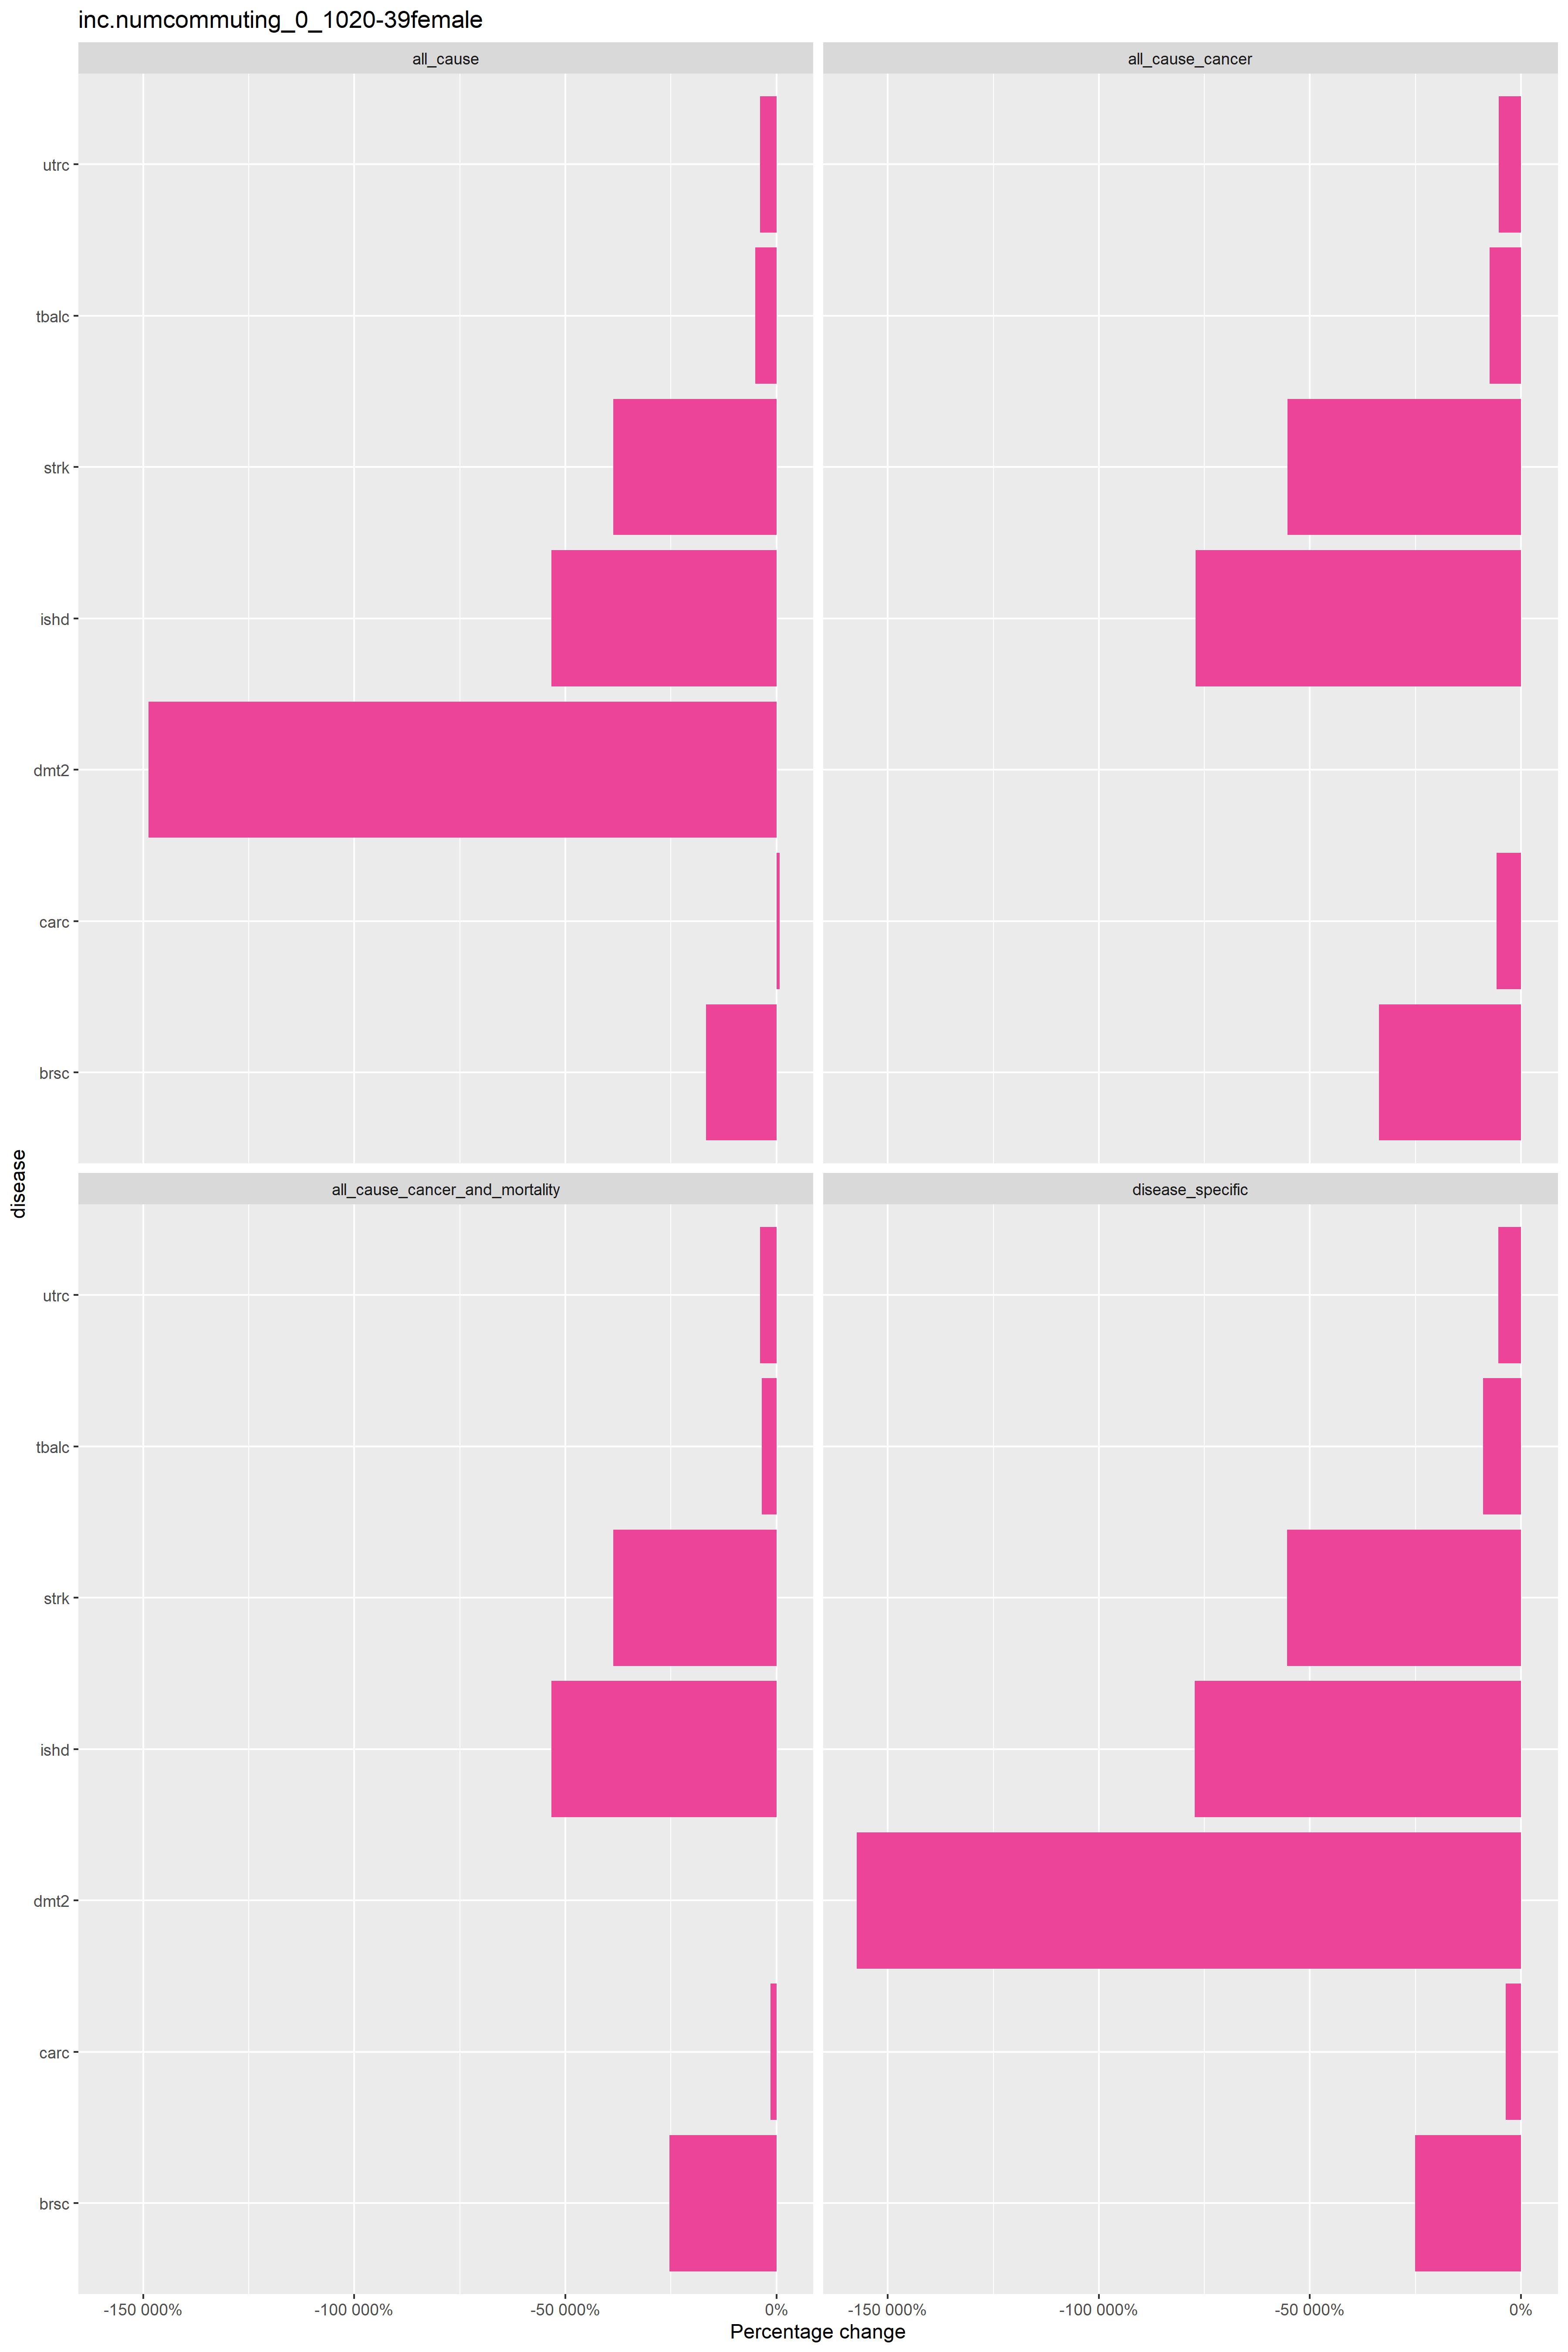 inc.numcommuting_0_1020-39female
all_cause
all_cause_cancer
utrc
tbalc
strk
ishd
dmt2
carc
brsc
disease
all_cause_cancer_and_mortality
disease_specific
utrc
tbalc
strk
ishd
dmt2
carc
brsc
-150 000%
-100 000%
-50 000%
0%
-150 000%
-100 000%
-50 000%
0%
Percentage change